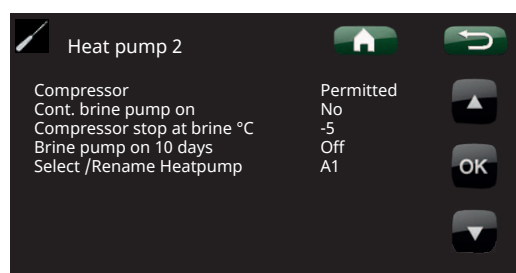 Heat pump 2
Compressor Permitted
Cont. brine pump on No
Compressor stop at brine °C -5
Brine pump on 10 days Off
Select /Rename Heatpump A1
OK